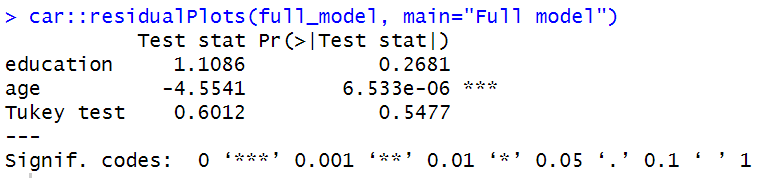 > car::residualPlots(full_model, main="Full model")
Test stat Pr(>|Test stat|)
education 1.1086 0.2681
age -4.5541 6.533e-06 ***
Tukey test 0.6012 0.5477
---
Signif. codes: 0 ‘***’ 0.001 ‘**’ 0.01 ‘*’ 0.05 ‘.’ 0.1 ‘ ’ 1